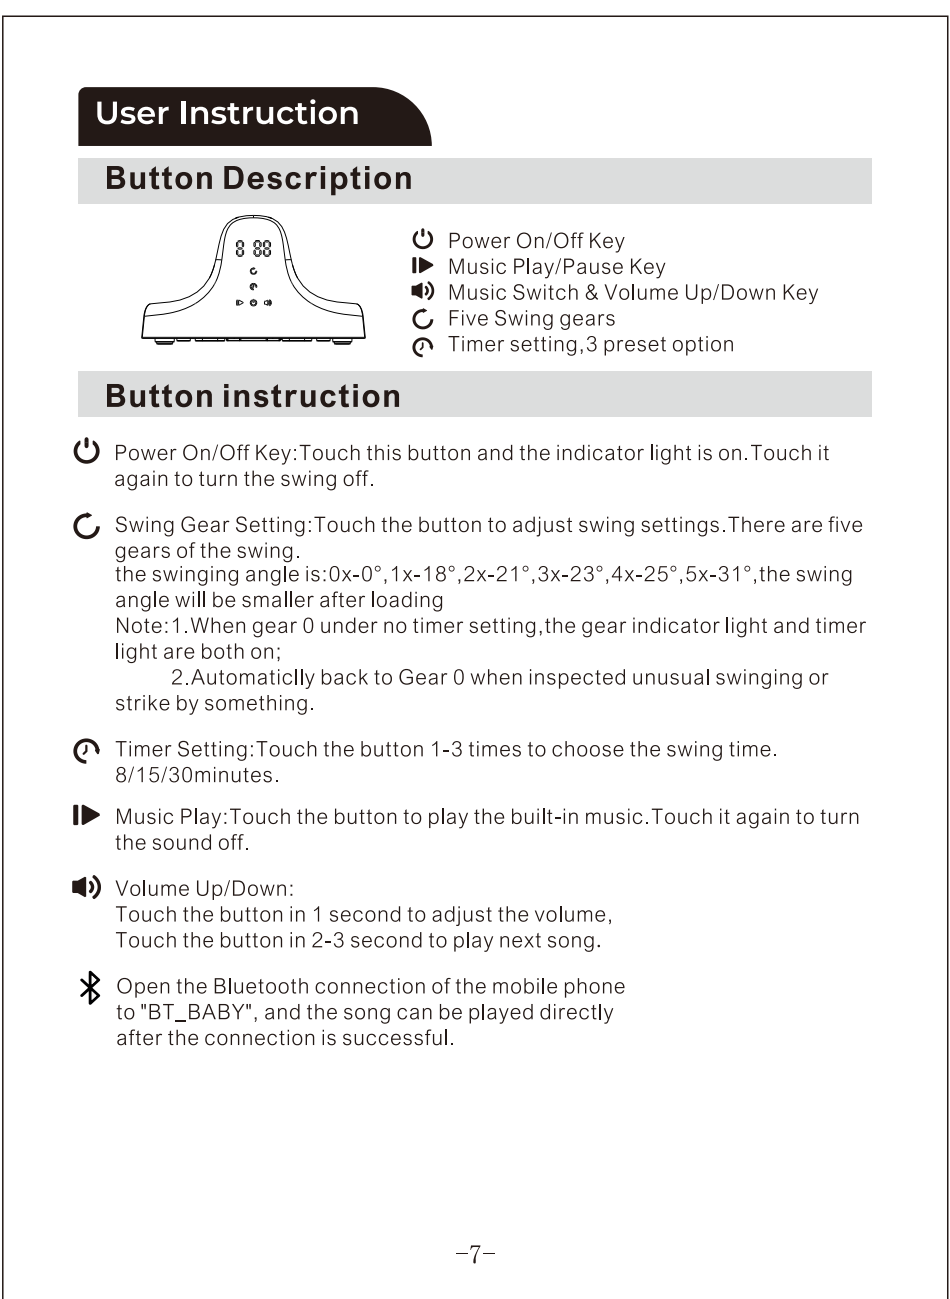 User Instruction
Button Description
8 88
Power On/Off Key
Music Play/Pause Key
Music Switch & Volume Up/Down Key
Five Swing gears
Timer setting,3 preset option
Button instruction
Power On/Off Key:Touch this button and the indicator light is on.Touch it
again to turn the swing off.
Swing Gear Setting:Touch the button to adjust swing settings.There are five
gears of the swing.
the swinging angle is:0x-0°,1x-18°,2x-21°,3x-23°,4x-25°,5x-31°,the swing
angle will be smaller after loading
Note:1.When gear 0 under no timer setting,the gear indicator light and timer
light are both on;
2.Automaticlly back to Gear 0 when inspected unusual swinging or
strike by something.
Timer Setting:Touch the button 1-3 times to choose the swing time.
8/15/30minutes.
Music Play:Touch the button to play the built-in music.Touch it again to turn
the sound off.
Volume Up/Down:
Touch the button in 1 second to adjust the volume,
Touch the button in 2-3 second to play next song.
Open the Bluetooth connection of the mobile phone
to "BT_BABY", and the song can be played directly
after the connection is successful.
-7-